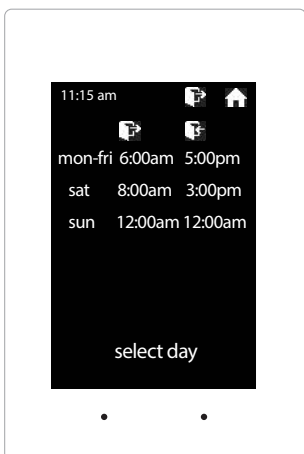 11:15 am
mon-fri 6:00am 5:00pm
sat 8:00am 3:00pm
sun 12:00am 12:00am
select day